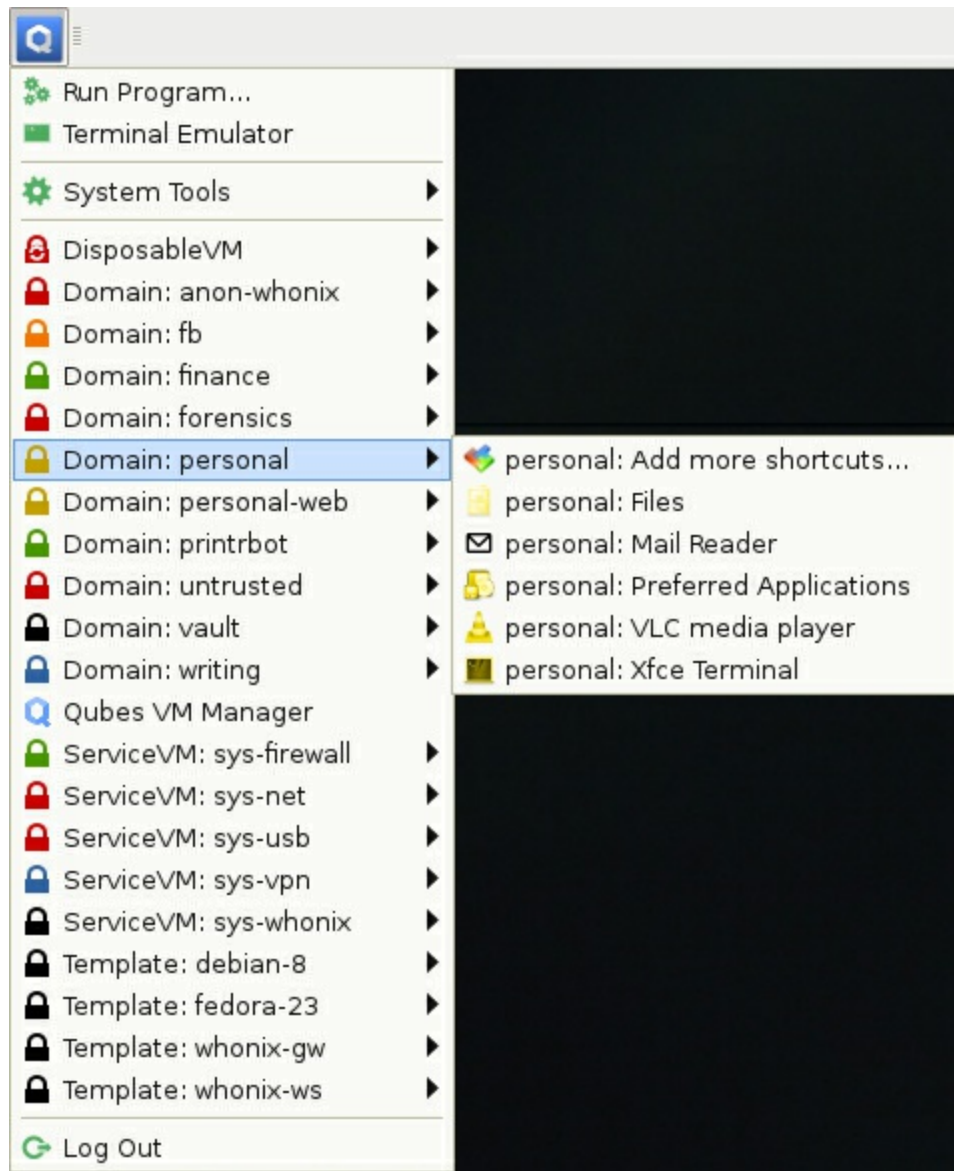 Run Program...
Terminal Emulator
System Tools
DisposableVM
Domain: anon-whonix
Domain: fb
Domain: finance
Domain: forensics
Domain: personal
Domain: personal-web
Domain: printrbot
Domain: untrusted
Domain: vault
Domain: writing
Qubes VM Manager
ServiceVM: sys-firewall
ServiceVM: sys-net
ServiceVM: sys-usb
ServiceVM: sys-vpn
ServiceVM: sys-whonix
Template: debian-8
Template: fedora-23
Template: whonix-gw
Template: whonix-ws
Log Out
personal: Add more shortcuts...
personal: Files
personal: Mail Reader
personal: Preferred Applications
personal: VLC media player
personal: Xfce Terminal